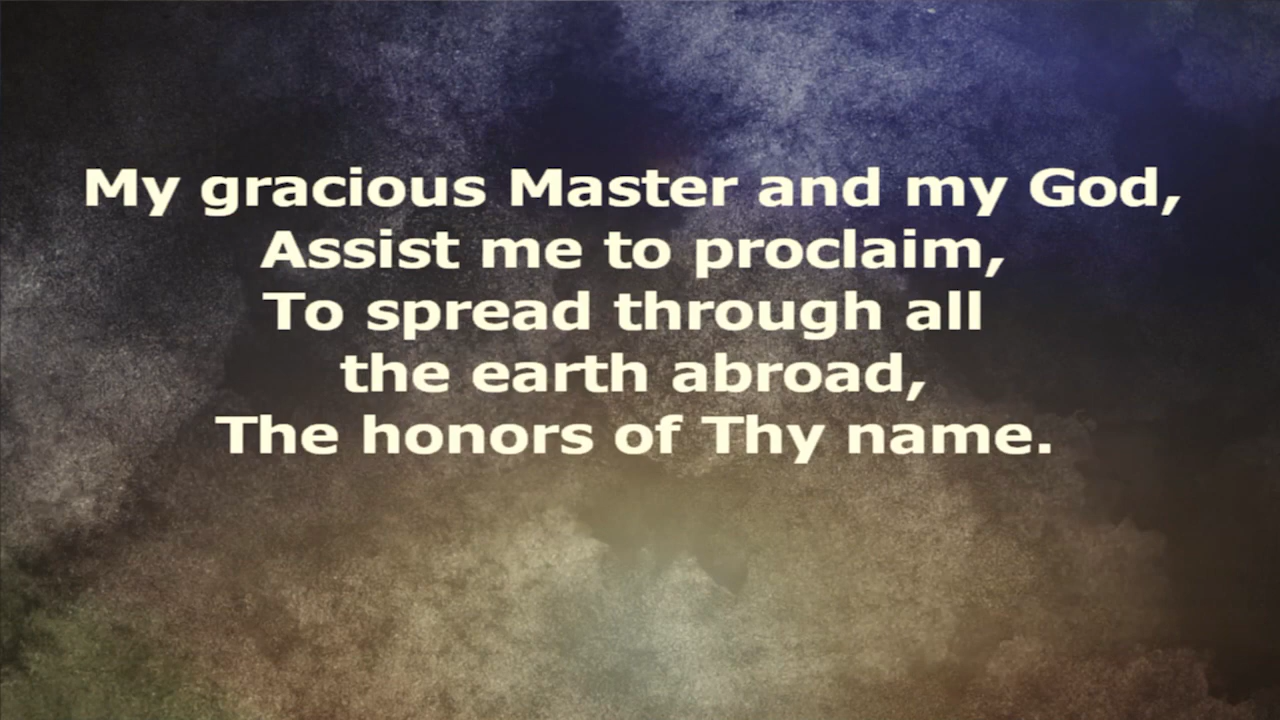 My gracious Master and my God,
Assist me to proclaim,
To spread through all
the earth abroad,
The honors of Thy name.